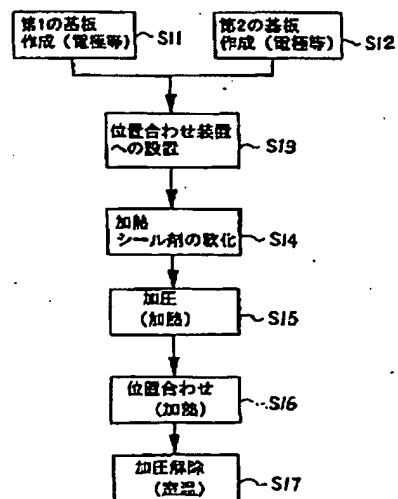 第1の基板
作成(電極等)
S11
第2の基板
作成(電極等)
S12
位置合わせ装置
への設置
S13
加熱
シール剤の軟化
S14
加圧
(加熱)
S15
位置合わせ
(加熱)
S16
加圧解除
(室温)
S17